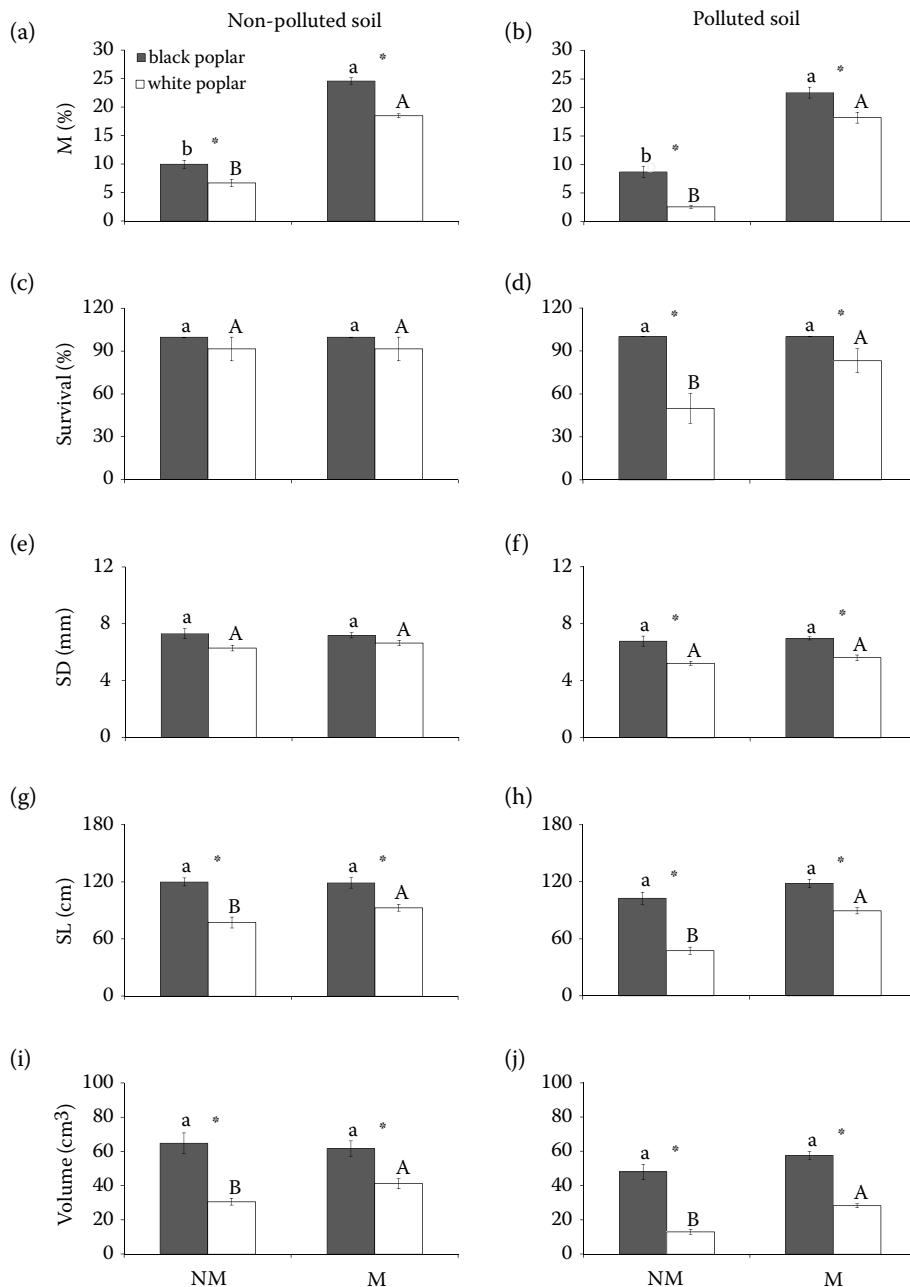 Non-polluted soil
Polluted soil
(a)
M (%)
30
25
20
15
10
5
0
black poplar
white poplar
b * B
a * A
(b)
30
25
20
15
10
5
0
b * B
a * A
(c)
Survival (%)
120
90
60
30
0
a A
a A
(d)
120
90
60
30
0
a * B
a * A
(e)
SD (mm)
12
8
4
0
a A
a A
(f)
12
8
4
0
a * A
a * A
(g)
SL (cm)
180
120
60
0
a * B
a * A
(h)
180
120
60
0
a * B
a * A
(i)
Volume (cm³)
100
80
60
40
20
0
a * B
a * A
NM M
(j)
100
80
60
40
20
0
a * B
a * A
NM M